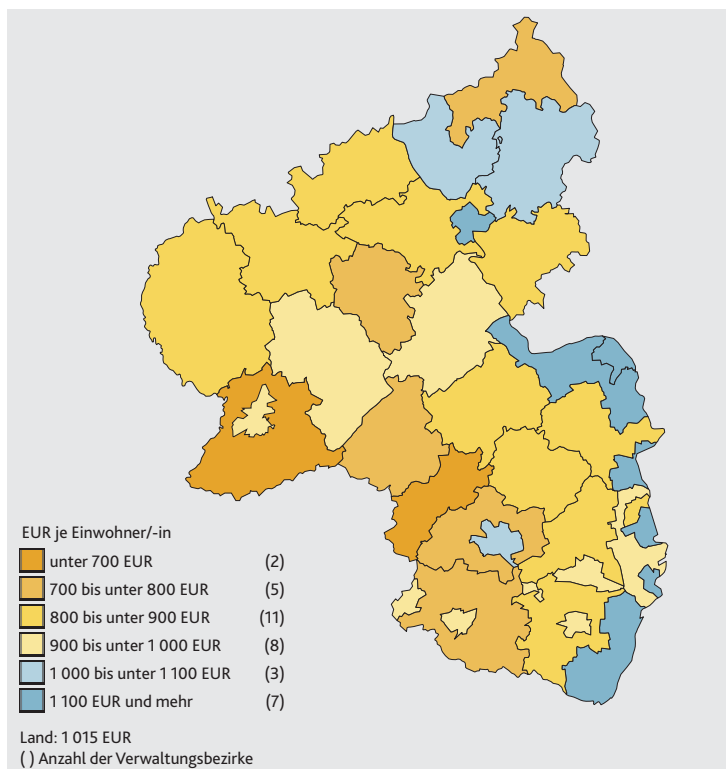 EUR je Einwohner/-in
unter 700 EUR (2)
700 bis unter 800 EUR (5)
800 bis unter 900 EUR (11)
900 bis unter 1 000 EUR (8)
1 000 bis unter 1 100 EUR (3)
1 100 EUR und mehr (7)
Land: 1 015 EUR
( ) Anzahl der Verwaltungsbezirke